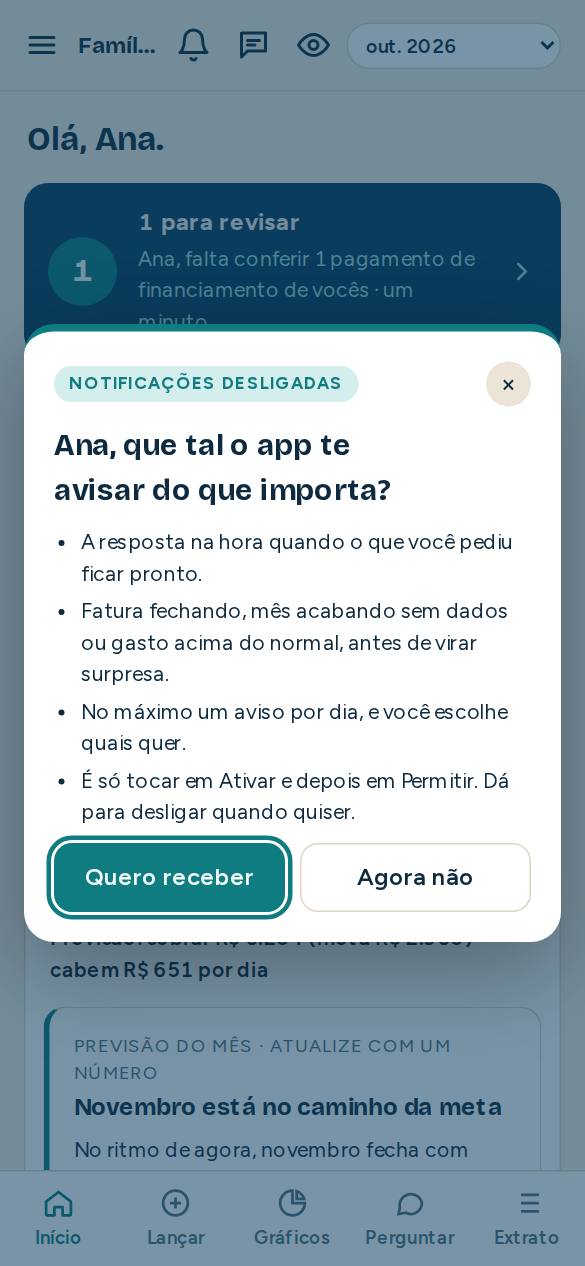 Famíl...
out. 2026
Olá, Ana.
1
1 para revisar
Ana, falta conferir 1 pagamento de
financiamento de vocês · um
minuto
NOTIFICAÇÕES DESLIGADAS
×
Ana, que tal o app te
avisar do que importa?
• A resposta na hora quando o que você pediu
ficar pronto.
• Fatura fechando, mês acabando sem dados
ou gasto acima do normal, antes de virar
surpresa.
• No máximo um aviso por dia, e você escolhe
quais quer.
• É só tocar em Ativar e depois em Permitir. Dá
para desligar quando quiser.
Quero receber
Agora não
cabem R$ 651 por dia
PREVISÃO DO MÊS · ATUALIZE COM UM
NÚMERO
Novembro está no caminho da meta
No ritmo de agora, novembro fecha com
Início
Lançar
Gráficos
Perguntar
Extrato